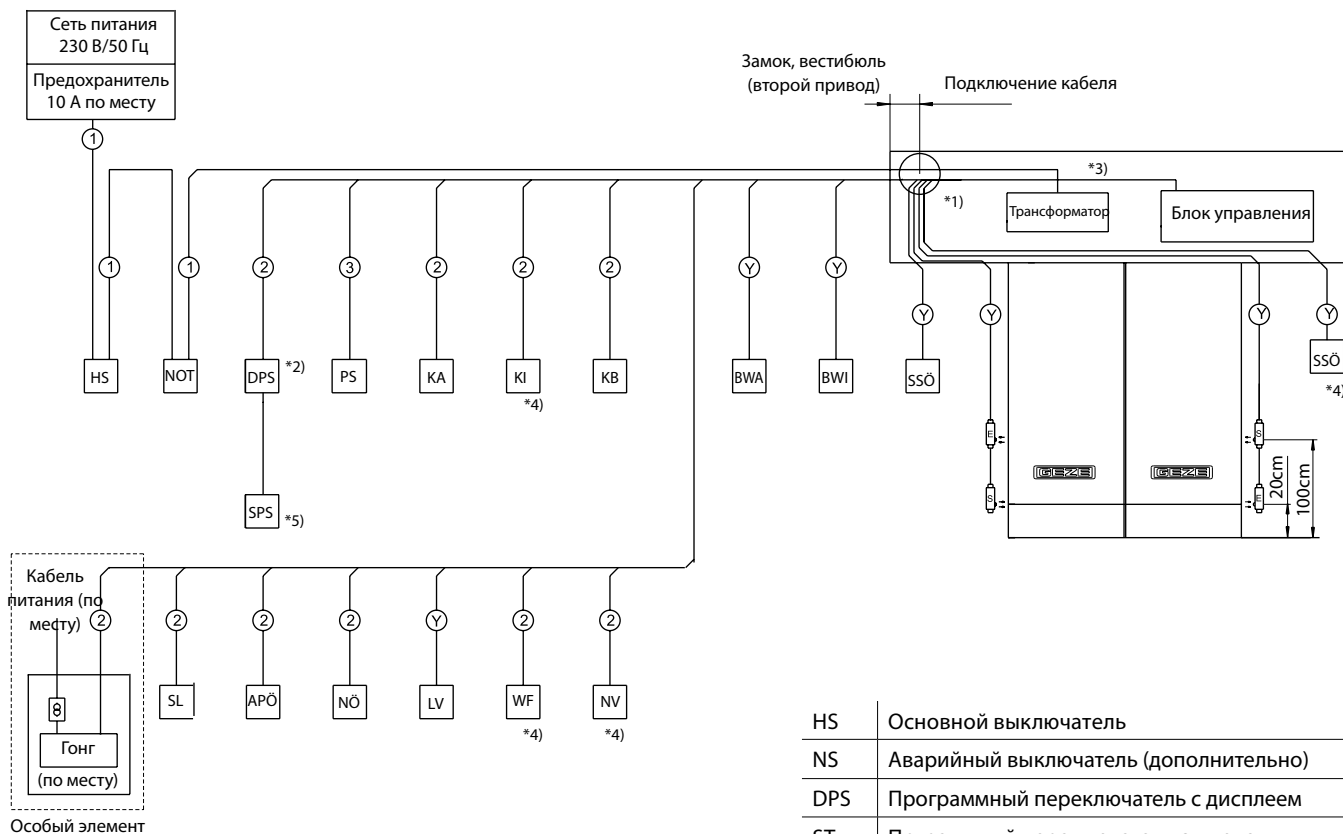 Сеть питания
230 В/50 Гц
Предохранитель
10 А по месту
Замок, вестибюль
(второй привод)
Подключение кабеля
1
*3)
*1)
Трансформатор
Блок управления
1
1
2
3
2
2
2
Y
Y
Y
Y
Y
Y
HS
NOT
DPS
*2)
PS
KA
KI
*4)
KB
BWA
BWI
SSÖ
SSÖ
*4)
E
S
S
E
GEZE
GEZE
20cm
100cm
SPS
*5)
Кабель
питания (по
месту)
2
2
2
2
Y
2
2
SL
APÖ
NÖ
LV
WF
*4)
NV
*4)
Гонг
(по месту)
Особый элемент
HS Основной выключатель
NS Аварийный выключатель (дополнительно)
DPS Программный переключатель с дисплеем